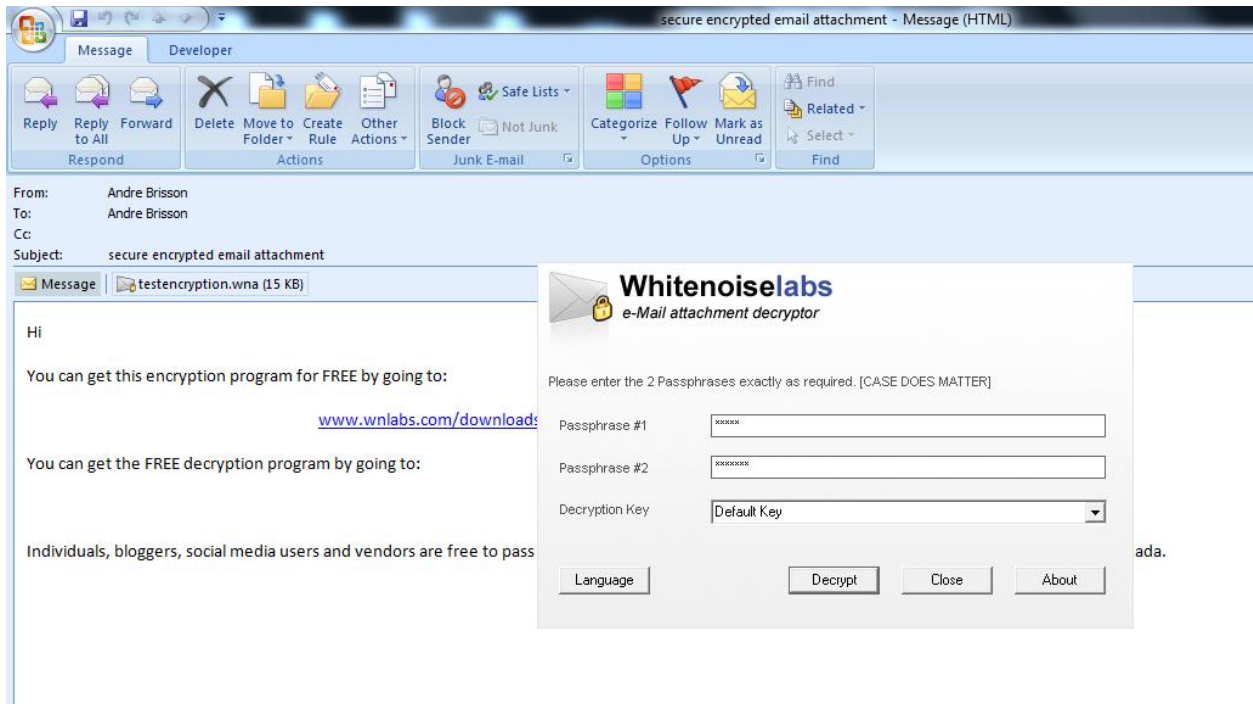 secure encrypted email attachment - Message (HTML)
Message Developer
Reply Reply to All Forward Delete Move to Folder Create Rule Other Actions Block Sender Safe Lists Not Junk Categorize Follow Up Mark as Unread Find Related Select
Respond Actions Junk E-mail Options Find
From: Andre Brisson
To: Andre Brisson
Cc:
Subject: secure encrypted email attachment
Message testencryption.wna (15 KB)
Hi
You can get this encryption program for FREE by going to:
www.wnlabs.com/downloads
You can get the FREE decryption program by going to:
Individuals, bloggers, social media users and vendors are free to pass
ada.
Whitenoiselabs
e-Mail attachment decryptor
Please enter the 2 Passphrases exactly as required. [CASE DOES MATTER]
Passphrase #1 xxxxx
Passphrase #2 xxxxxxx
Decryption Key Default Key
Language Decrypt Close About